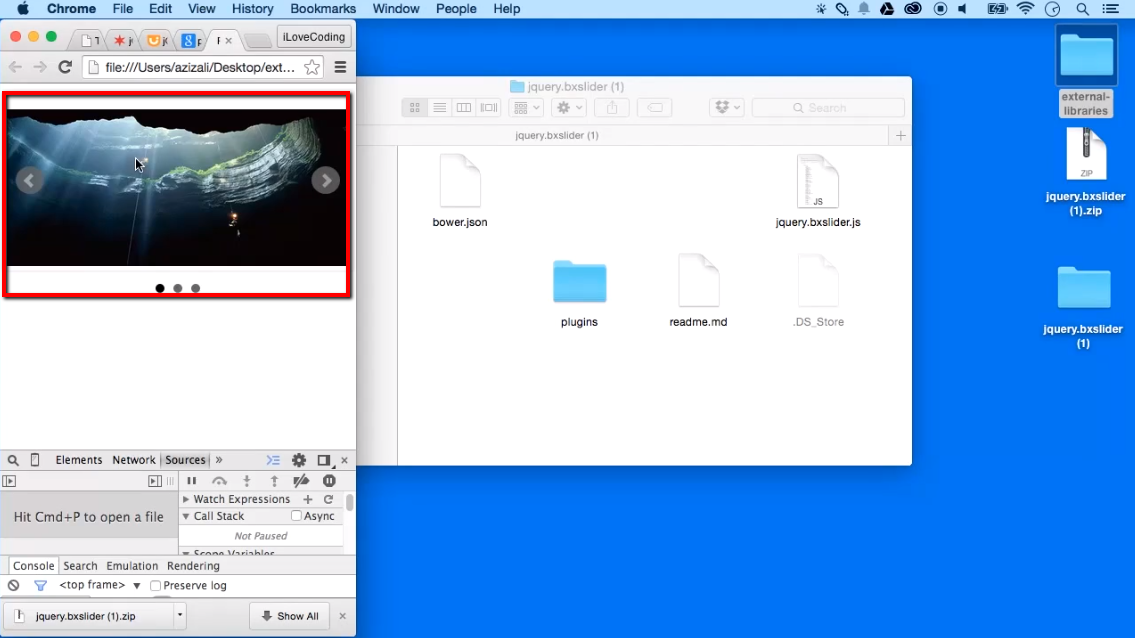 Chrome File Edit View History Bookmarks Window People Help
iLoveCoding
file:///Users/azizali/Desktop/ext...
jquery.bxslider (1)
Search
jquery.bxslider (1)
bower.json
JS
jquery.bxslider.js
plugins
readme.md
.DS_Store
external-
libraries
ZIP
jquery.bxslider
(1).zip
jquery.bxslider
(1)
Elements Network Sources »
Watch Expressions
Hit Cmd+P to open a file
Call Stack Async
Not Paused
Scope Variables
Console Search Emulation Rendering
<top frame> Preserve log
jquery.bxslider (1).zip
Show All